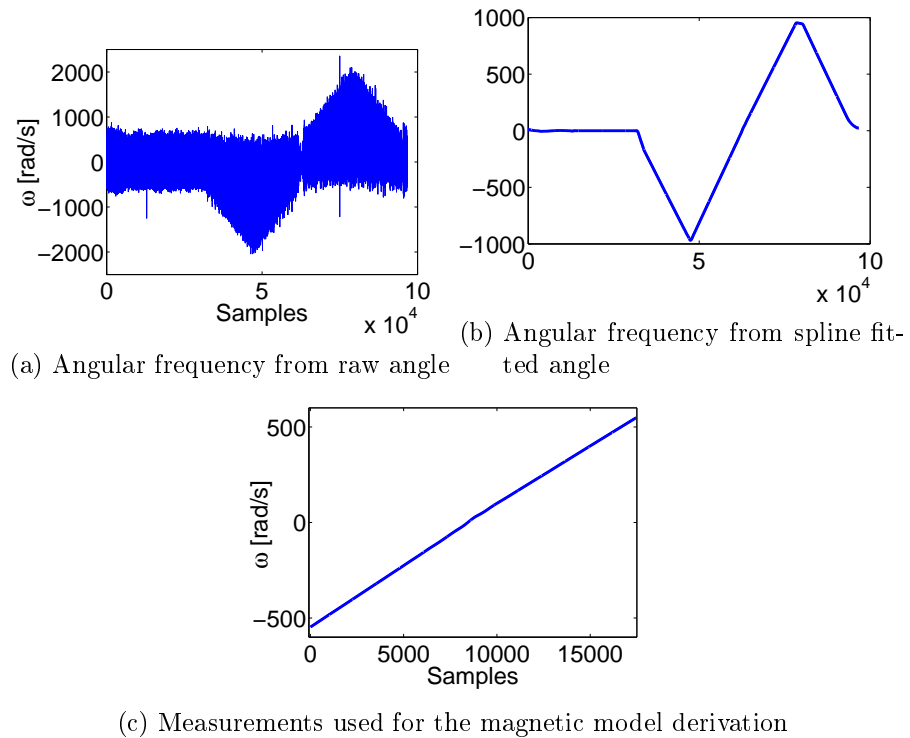 2000
1000
0
−1000
−2000
ω [rad/s]
0
5
10
Samples
x 10^4
(a) Angular frequency from raw angle
1000
500
0
−500
−1000
0
5
10
x 10^4
(b) Angular frequency from spline fit-
ted angle
500
0
−500
ω [rad/s]
0
5000
10000
15000
Samples
(c) Measurements used for the magnetic model derivation